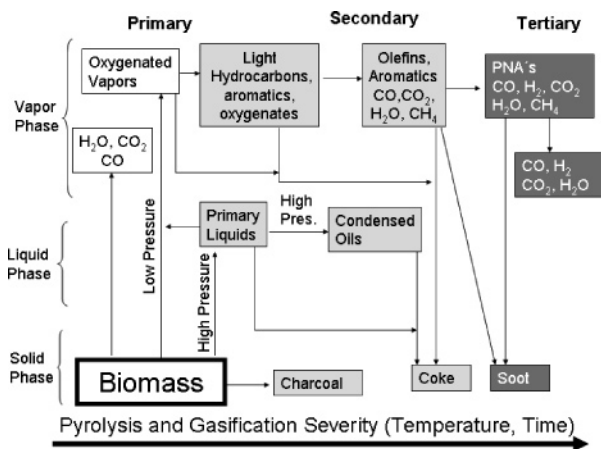 Primary
Secondary
Tertiary
Vapor
Phase
Oxygenated
Vapors
Light
Hydrocarbons,
aromatics,
oxygenates
Olefins,
Aromatics
CO,CO₂,
H₂O, CH₄
PNA´s
CO, H₂, CO₂
H₂O, CH₄
H₂O, CO₂
CO
CO, H₂
CO₂, H₂O
Liquid
Phase
Low Pressure
Primary
Liquids
High
Pres.
Condensed
Oils
High Pressure
Solid
Phase
Biomass
Charcoal
Coke
Soot
Pyrolysis and Gasification Severity (Temperature, Time)